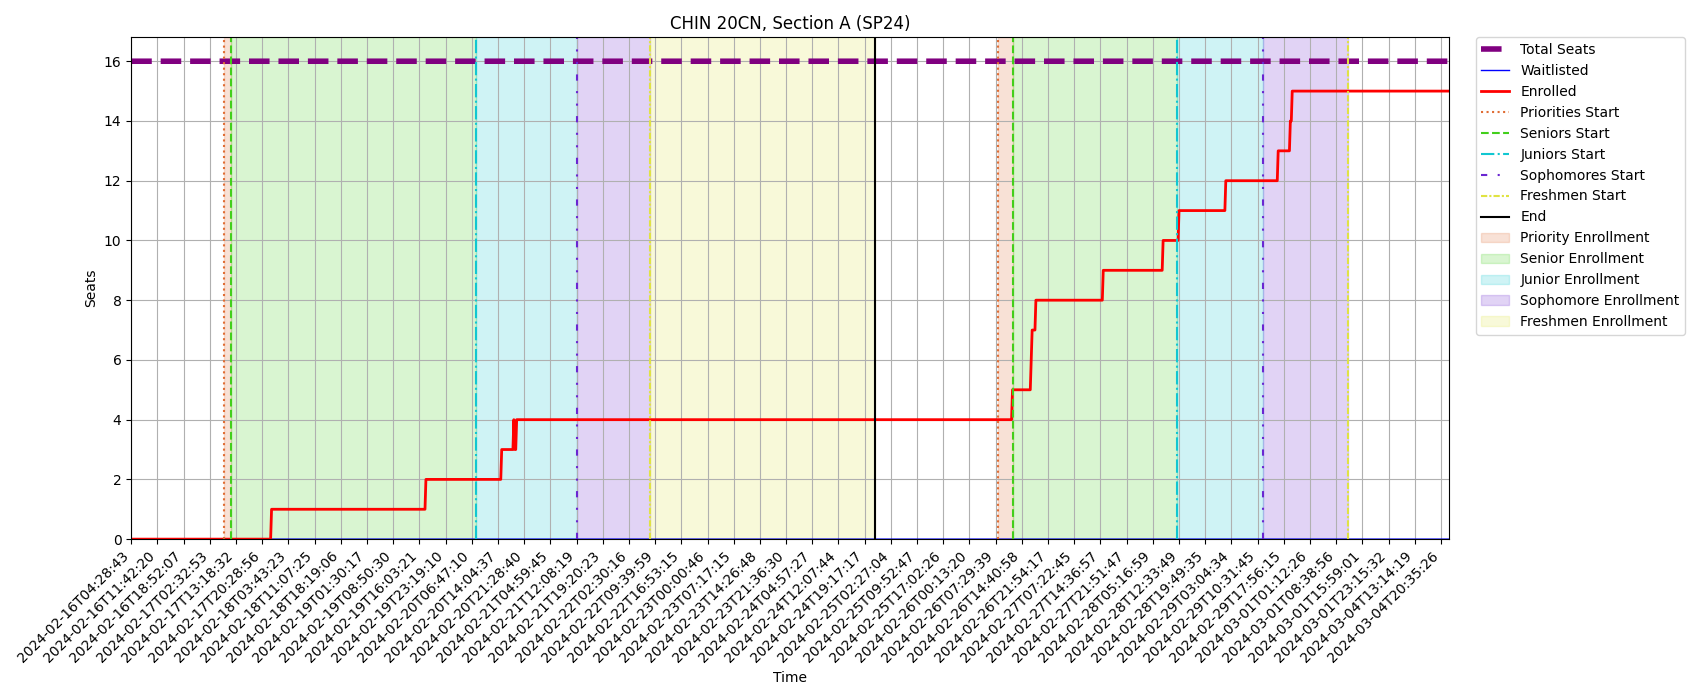 CHIN 20CN, Section A (SP24)
Seats
16
14
12
10
8
6
4
2
0
2024-02-16T04:28:43
2024-02-16T11:42:20
2024-02-16T18:52:07
2024-02-17T02:32:53
2024-02-17T13:18:32
2024-02-17T20:28:56
2024-02-18T03:43:23
2024-02-18T11:07:25
2024-02-18T18:19:06
2024-02-19T01:30:17
2024-02-19T08:50:30
2024-02-19T16:03:21
2024-02-19T23:19:10
2024-02-20T06:47:10
2024-02-20T14:04:37
2024-02-20T21:28:40
2024-02-21T04:59:45
2024-02-21T12:08:19
2024-02-21T19:20:23
2024-02-22T02:30:16
2024-02-22T09:39:59
2024-02-22T16:53:15
2024-02-23T00:00:46
2024-02-23T07:17:15
2024-02-23T14:26:48
2024-02-23T21:36:30
2024-02-24T04:57:27
2024-02-24T12:07:44
2024-02-24T19:17:17
2024-02-25T02:27:04
2024-02-25T09:52:47
2024-02-25T17:02:26
2024-02-26T00:13:20
2024-02-26T07:29:39
2024-02-26T14:40:58
2024-02-26T21:54:17
2024-02-27T07:22:45
2024-02-27T14:36:57
2024-02-27T21:51:47
2024-02-28T05:16:59
2024-02-28T12:33:49
2024-02-28T19:49:35
2024-02-29T03:04:34
2024-02-29T10:31:45
2024-02-29T17:56:15
2024-03-01T01:12:26
2024-03-01T08:38:56
2024-03-01T15:59:01
2024-03-01T23:15:32
2024-03-04T13:14:19
2024-03-04T20:35:26
Time
Total Seats
Waitlisted
Enrolled
Priorities Start
Seniors Start
Juniors Start
Sophomores Start
Freshmen Start
End
Priority Enrollment
Senior Enrollment
Junior Enrollment
Sophomore Enrollment
Freshmen Enrollment